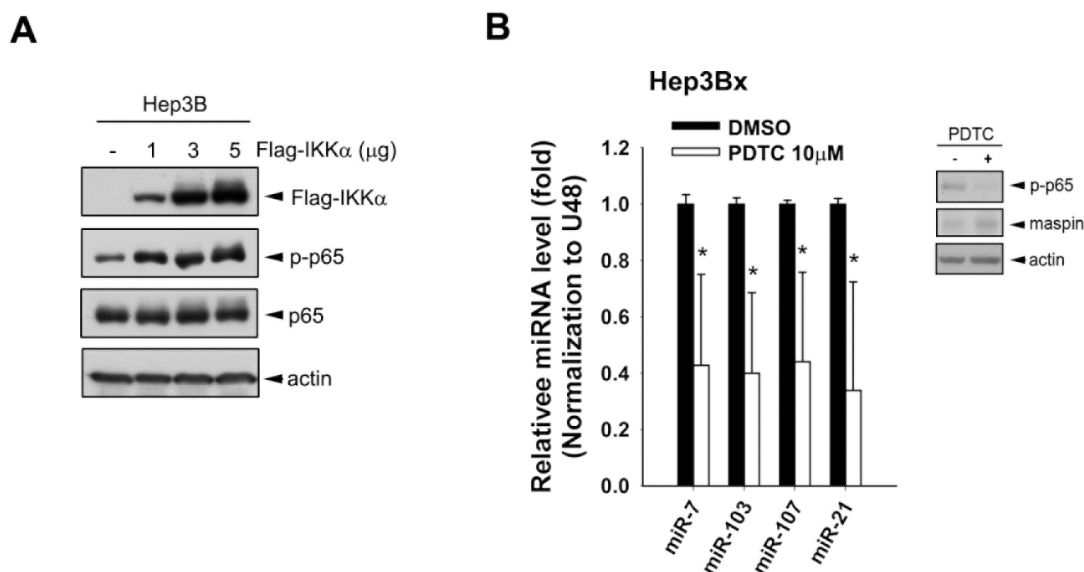 A
Hep3B
- 1 3 5 Flag-IKKα (μg)
Flag-IKKα
p-p65
p65
actin
B
Hep3Bx
DMSO
PDTC 10μM
Relativee miRNA level (fold)
(Normalization to U48)
1.2
1.0
0.8
0.6
0.4
0.2
0.0
* * * *
miR-7
miR-103
miR-107
miR-21
PDTC
- +
p-p65
maspin
actin